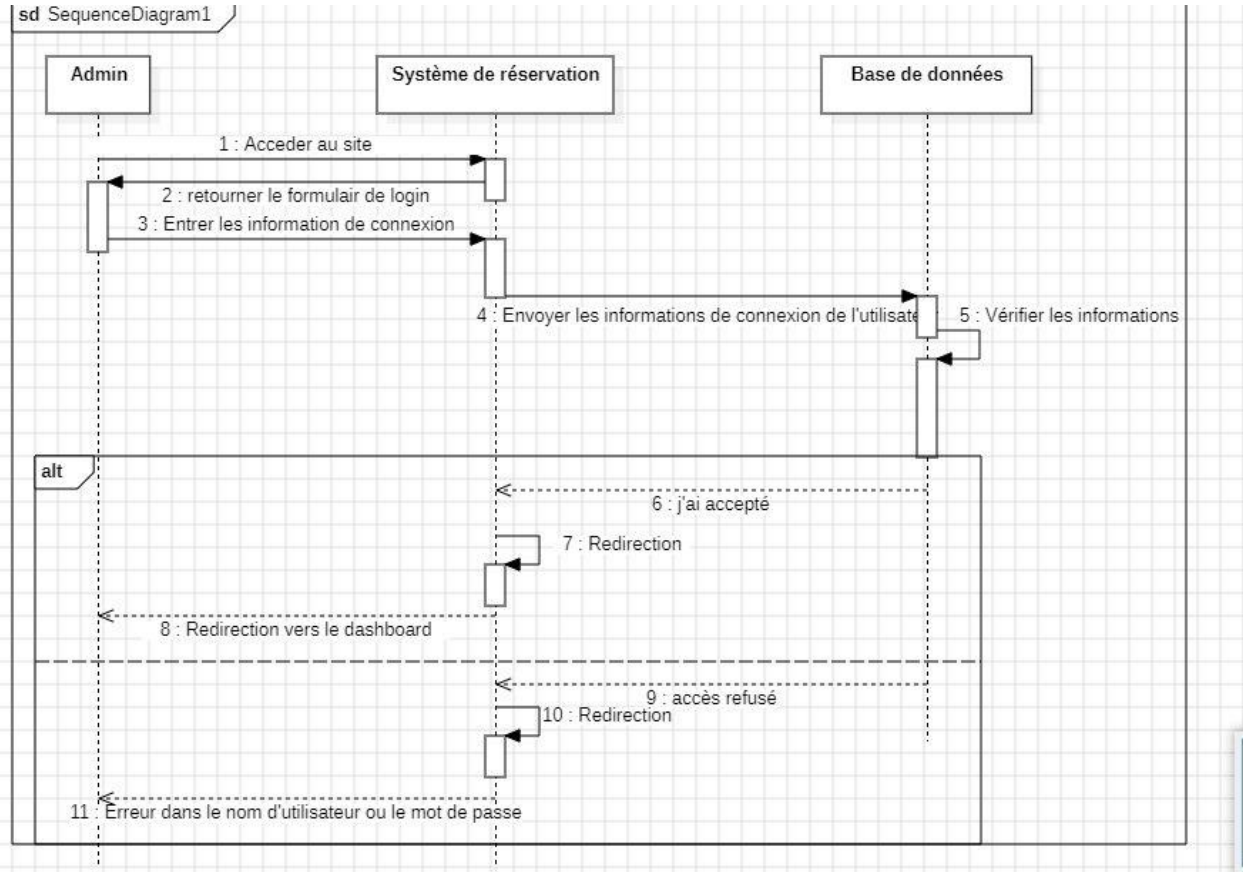 sd SequenceDiagram1
Admin
Système de réservation
Base de données
1 : Acceder au site
2 : retourner le formulair de login
3 : Entrer les information de connexion
4 : Envoyer les informations de connexion de l'utilisate
5 : Vérifier les informations
alt
6 : j'ai accepté
7 : Redirection
8 : Redirection vers le dashboard
9 : accès refusé
10 : Redirection
11 : Erreur dans le nom d'utilisateur ou le mot de passe